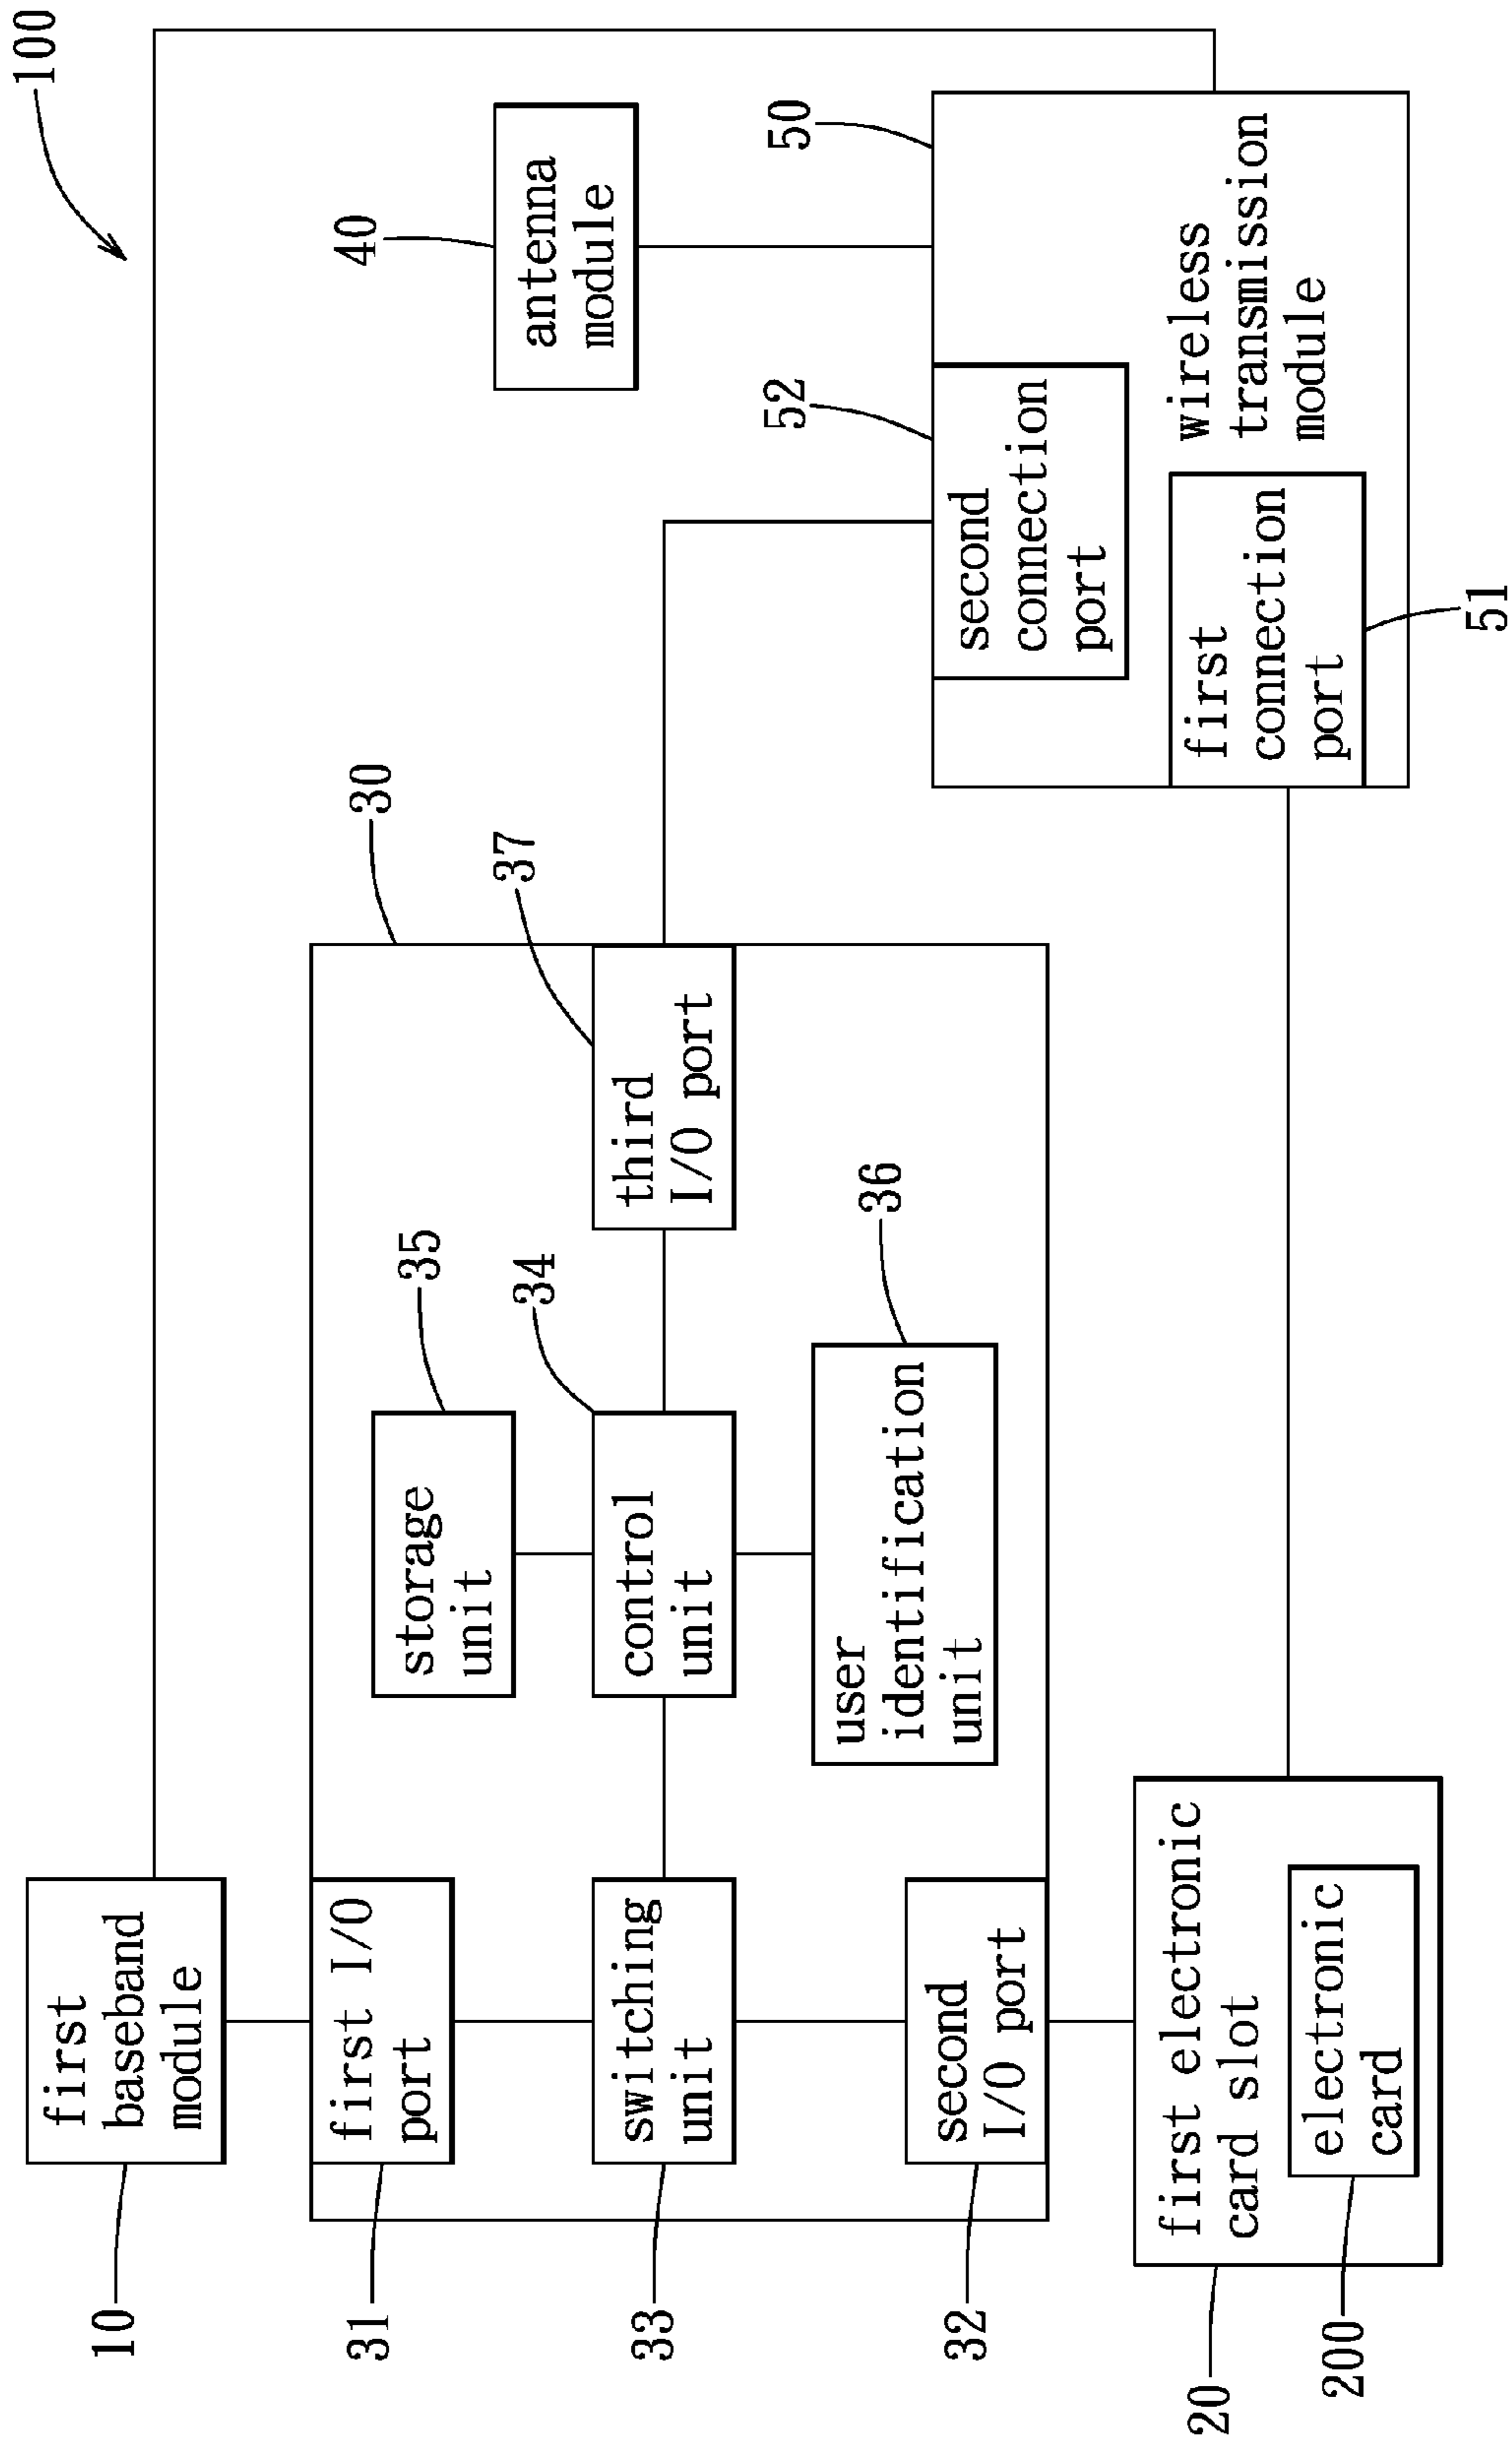 100
first
baseband
module
10
first I/O
port
31
switching
unit
33
second
I/O port
32
first electronic
card slot
20
electronic
card
200
storage
unit
35
control
unit
34
user
identification
unit
36
third
I/O port
37
30
antenna
module
40
50
second
connection
port
52
wireless
transmission
module
first
connection
port
51